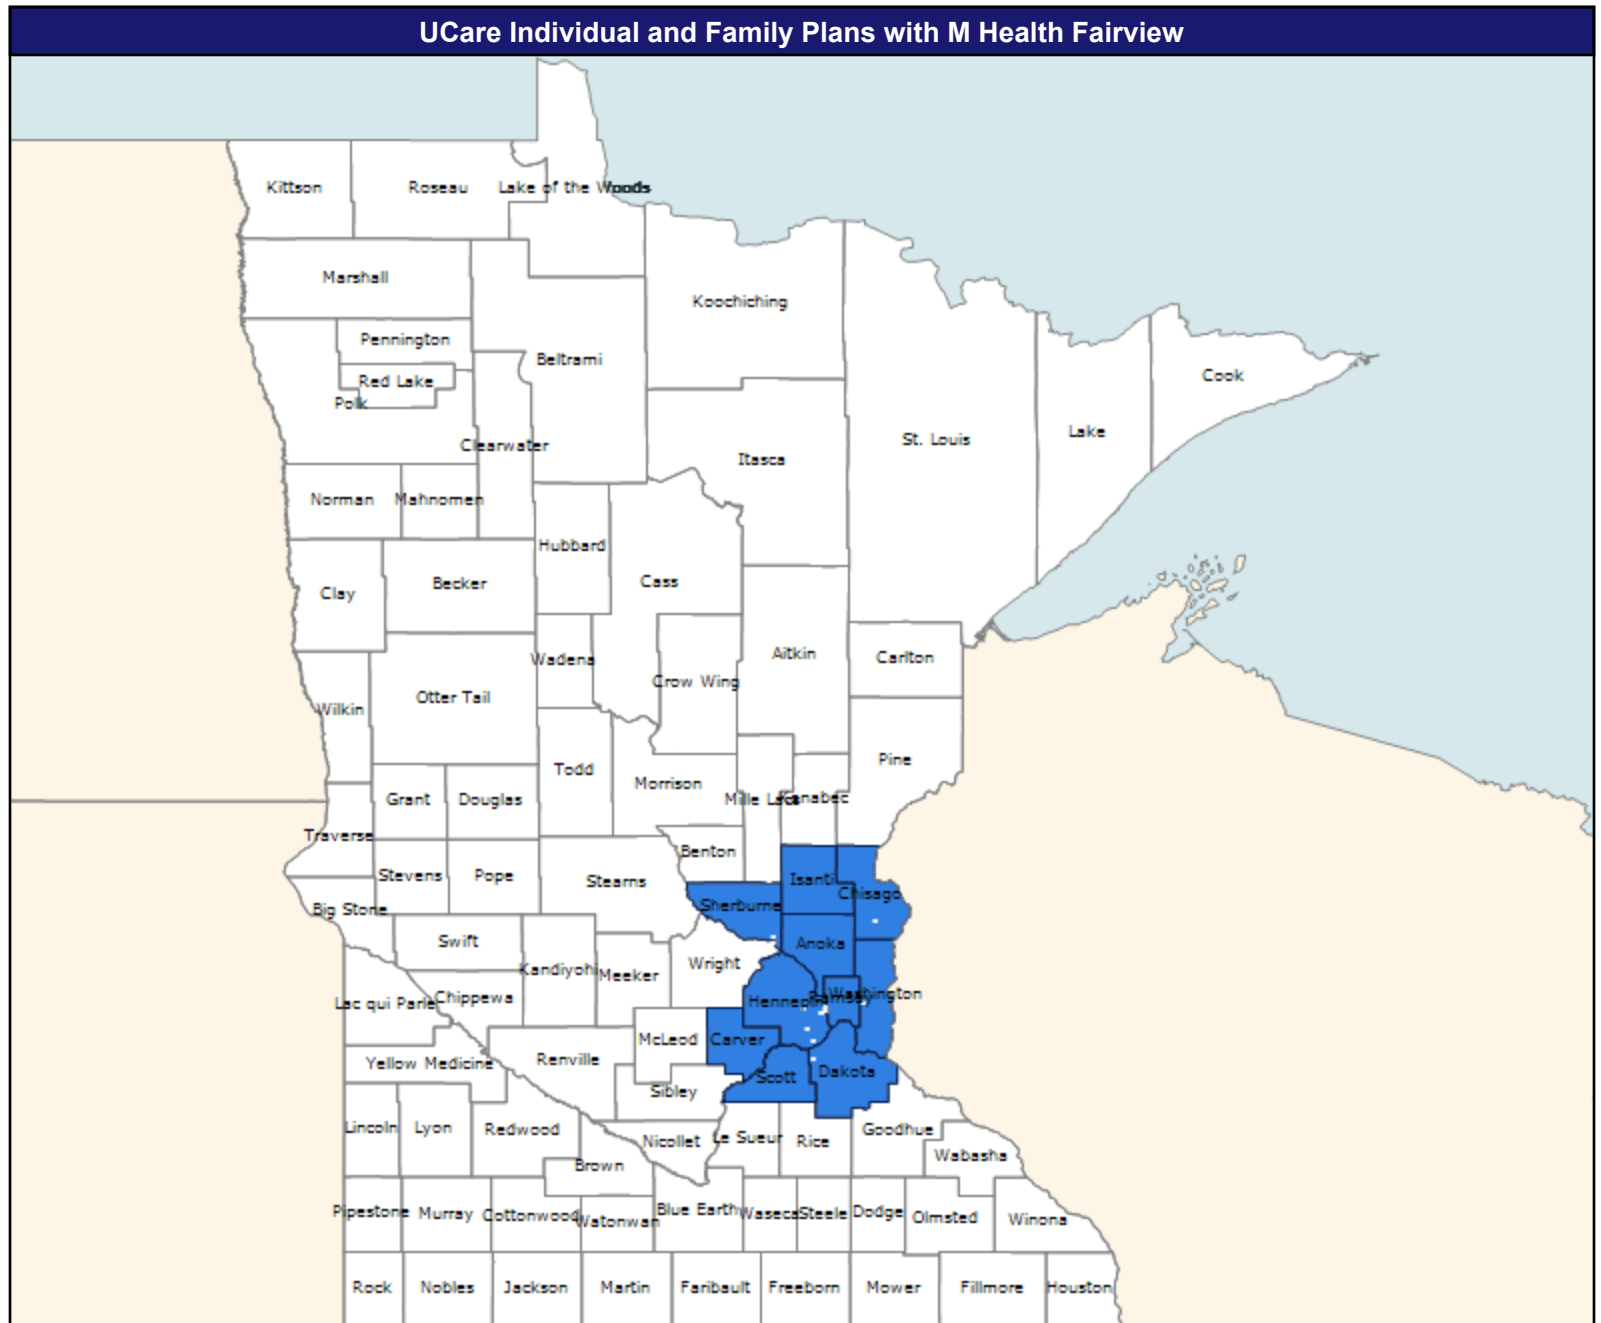 UCare Individual and Family Plans with M Health Fairview
Kittson
Roseau
Lake of the Woods
Marshall
Koochiching
Pennington
Beltrami
Red Lake
Polk
Cook
Clearwater
St. Louis
Lake
Itasca
Norman
Mahnomen
Hubbard
Cass
Becker
Clay
Wadena
Aitkin
Carlton
Crow Wing
Otter Tail
Wilkin
Pine
Todd
Morrison
Grant
Douglas
Mille Lacs
Kanabec
Traverse
Benton
Stevens
Pope
Stearns
Isanti
Chisago
Big Stone
Sherburne
Swift
Anoka
Kandiyohi
Meeker
Wright
Lac qui Parle
Chippewa
Hennepin
Ramsey
Washington
McLeod
Carver
Yellow Medicine
Renville
Scott
Dakota
Sibley
Lincoln
Lyon
Redwood
Nicollet
Le Sueur
Rice
Goodhue
Brown
Wabasha
Pipestone
Murray
Cottonwood
Watonwan
Blue Earth
Waseca
Steele
Dodge
Olmsted
Winona
Rock
Nobles
Jackson
Martin
Faribault
Freeborn
Mower
Fillmore
Houston